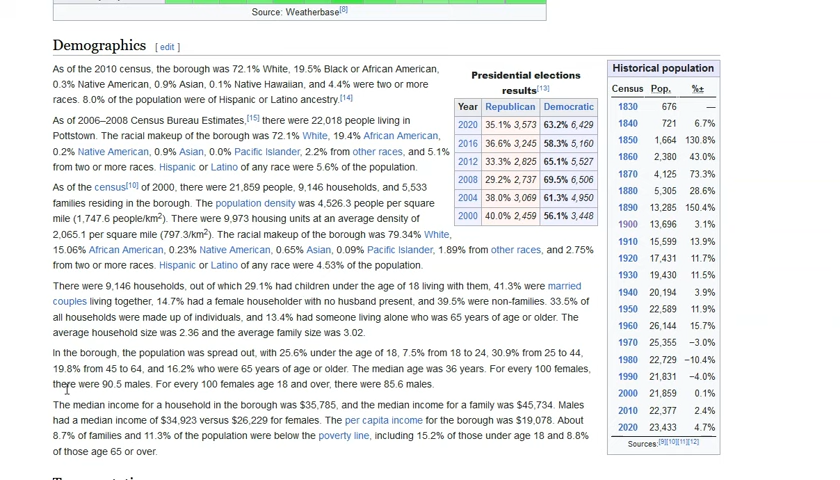 Source: Weatherbase[8]
Demographics [ edit ]
As of the 2010 census, the borough was 72.1% White, 19.5% Black or African American,
0.3% Native American, 0.9% Asian, 0.1% Native Hawaiian, and 4.4% were two or more
races. 8.0% of the population were of Hispanic or Latino ancestry.[14]
As of 2006–2008 Census Bureau Estimates,[15] there were 22,018 people living in
Pottstown. The racial makeup of the borough was 72.1% White, 19.4% African American,
0.2% Native American, 0.9% Asian, 0.0% Pacific Islander, 2.2% from other races, and 5.1%
from two or more races. Hispanic or Latino of any race were 5.6% of the population.
As of the census[10] of 2000, there were 21,859 people, 9,146 households, and 5,533
families residing in the borough. The population density was 4,526.3 people per square
mile (1,747.6 people/km2). There were 9,973 housing units at an average density of
2,065.1 per square mile (797.3/km2). The racial makeup of the borough was 79.34% White,
15.06% African American, 0.23% Native American, 0.65% Asian, 0.09% Pacific Islander, 1.89% from other races, and 2.75%
from two or more races. Hispanic or Latino of any race were 4.53% of the population.
There were 9,146 households, out of which 29.1% had children under the age of 18 living with them, 41.3% were married
couples living together, 14.7% had a female householder with no husband present, and 39.5% were non-families. 33.5% of
all households were made up of individuals, and 13.4% had someone living alone who was 65 years of age or older. The
average household size was 2.36 and the average family size was 3.02.
In the borough, the population was spread out, with 25.6% under the age of 18, 7.5% from 18 to 24, 30.9% from 25 to 44,
19.8% from 45 to 64, and 16.2% who were 65 years of age or older. The median age was 36 years. For every 100 females,
there were 90.5 males. For every 100 females age 18 and over, there were 85.6 males.
The median income for a household in the borough was $35,785, and the median income for a family was $45,734. Males
had a median income of $34,923 versus $26,229 for females. The per capita income for the borough was $19,078. About
8.7% of families and 11.3% of the population were below the poverty line, including 15.2% of those under age 18 and 8.8%
of those age 65 or over.
Presidential elections
results[13]
Year Republican Democratic
2020 35.1% 3,573 63.2% 6,429
2016 36.6% 3,245 58.3% 5,160
2012 33.3% 2,825 65.1% 5,527
2008 29.2% 2,737 69.5% 6,506
2004 38.0% 3,069 61.3% 4,950
2000 40.0% 2,459 56.1% 3,448
Historical population
Census Pop. %±
1830 676 —
1840 721 6.7%
1850 1,664 130.8%
1860 2,380 43.0%
1870 4,125 73.3%
1880 5,305 28.6%
1890 13,285 150.4%
1900 13,696 3.1%
1910 15,599 13.9%
1920 17,431 11.7%
1930 19,430 11.5%
1940 20,194 3.9%
1950 22,589 11.9%
1960 26,144 15.7%
1970 25,355 −3.0%
1980 22,729 −10.4%
1990 21,831 −4.0%
2000 21,859 0.1%
2010 22,377 2.4%
2020 23,433 4.7%
Sources:[9][10][11][12]